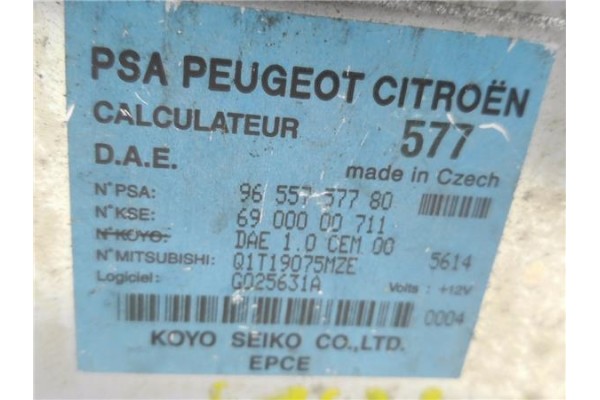 PSA PEUGEOT CITROËN
CALCULATEUR 577
D.A.E. made in Czech
N°PSA: 96 557 577 80
N°KSE: 69 000 00 711
N°KOYO: DAE 1.0 CEM 00
N°MITSUBISHI: Q1T19075MZE 5614
Logiciel: G025631A Volts : +12V
0004
KOYO SEIKO CO.,LTD.
EPCE